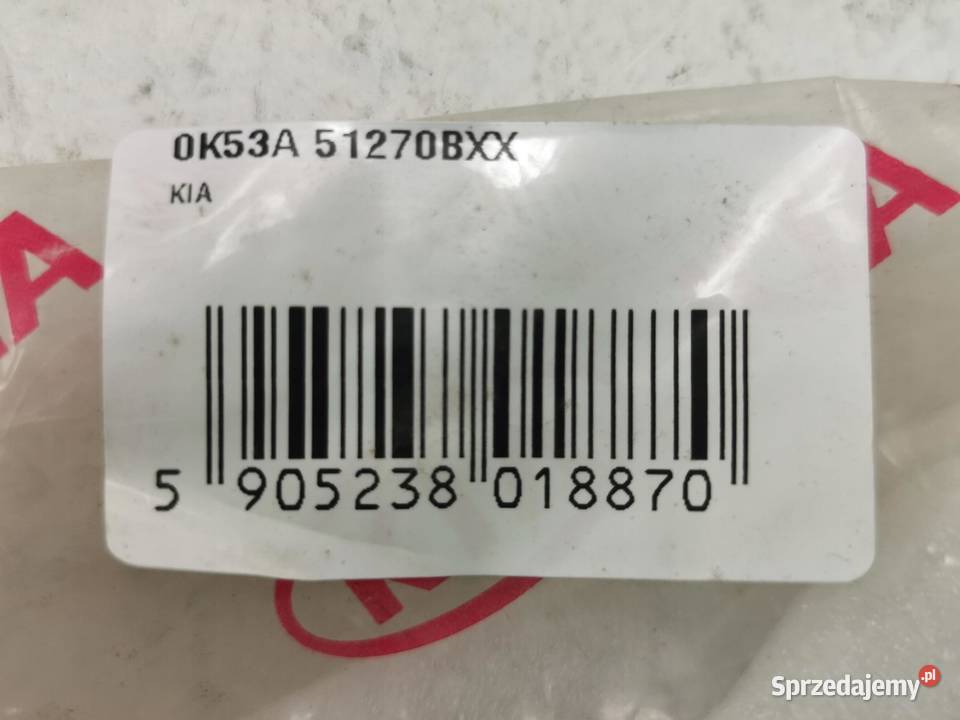 0K53A 51270BXX
KIA
5 905238 018870
Sprzedajemy.pl